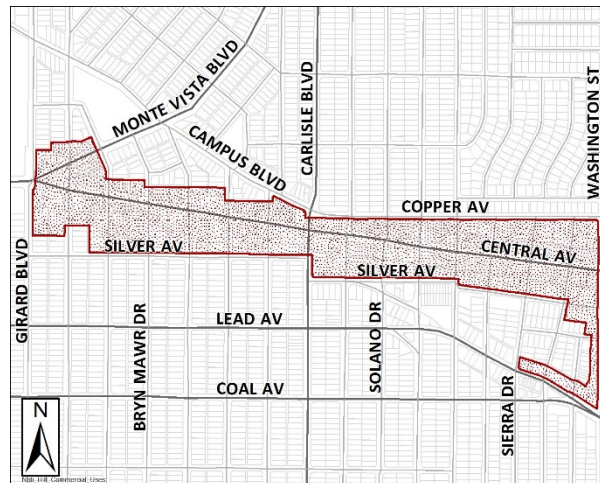 MONTE VISTA BLVD
CARLISLE BLVD
WASHINGTON ST
CAMPUS BLVD
COPPER AV
CENTRAL AV
GIRARD BLVD
SILVER AV
SILVER AV
BRYN MAWR DR
LEAD AV
SOLANO DR
SIERRA DR
COAL AV
N
Nob_Hill_Commercial_Uses